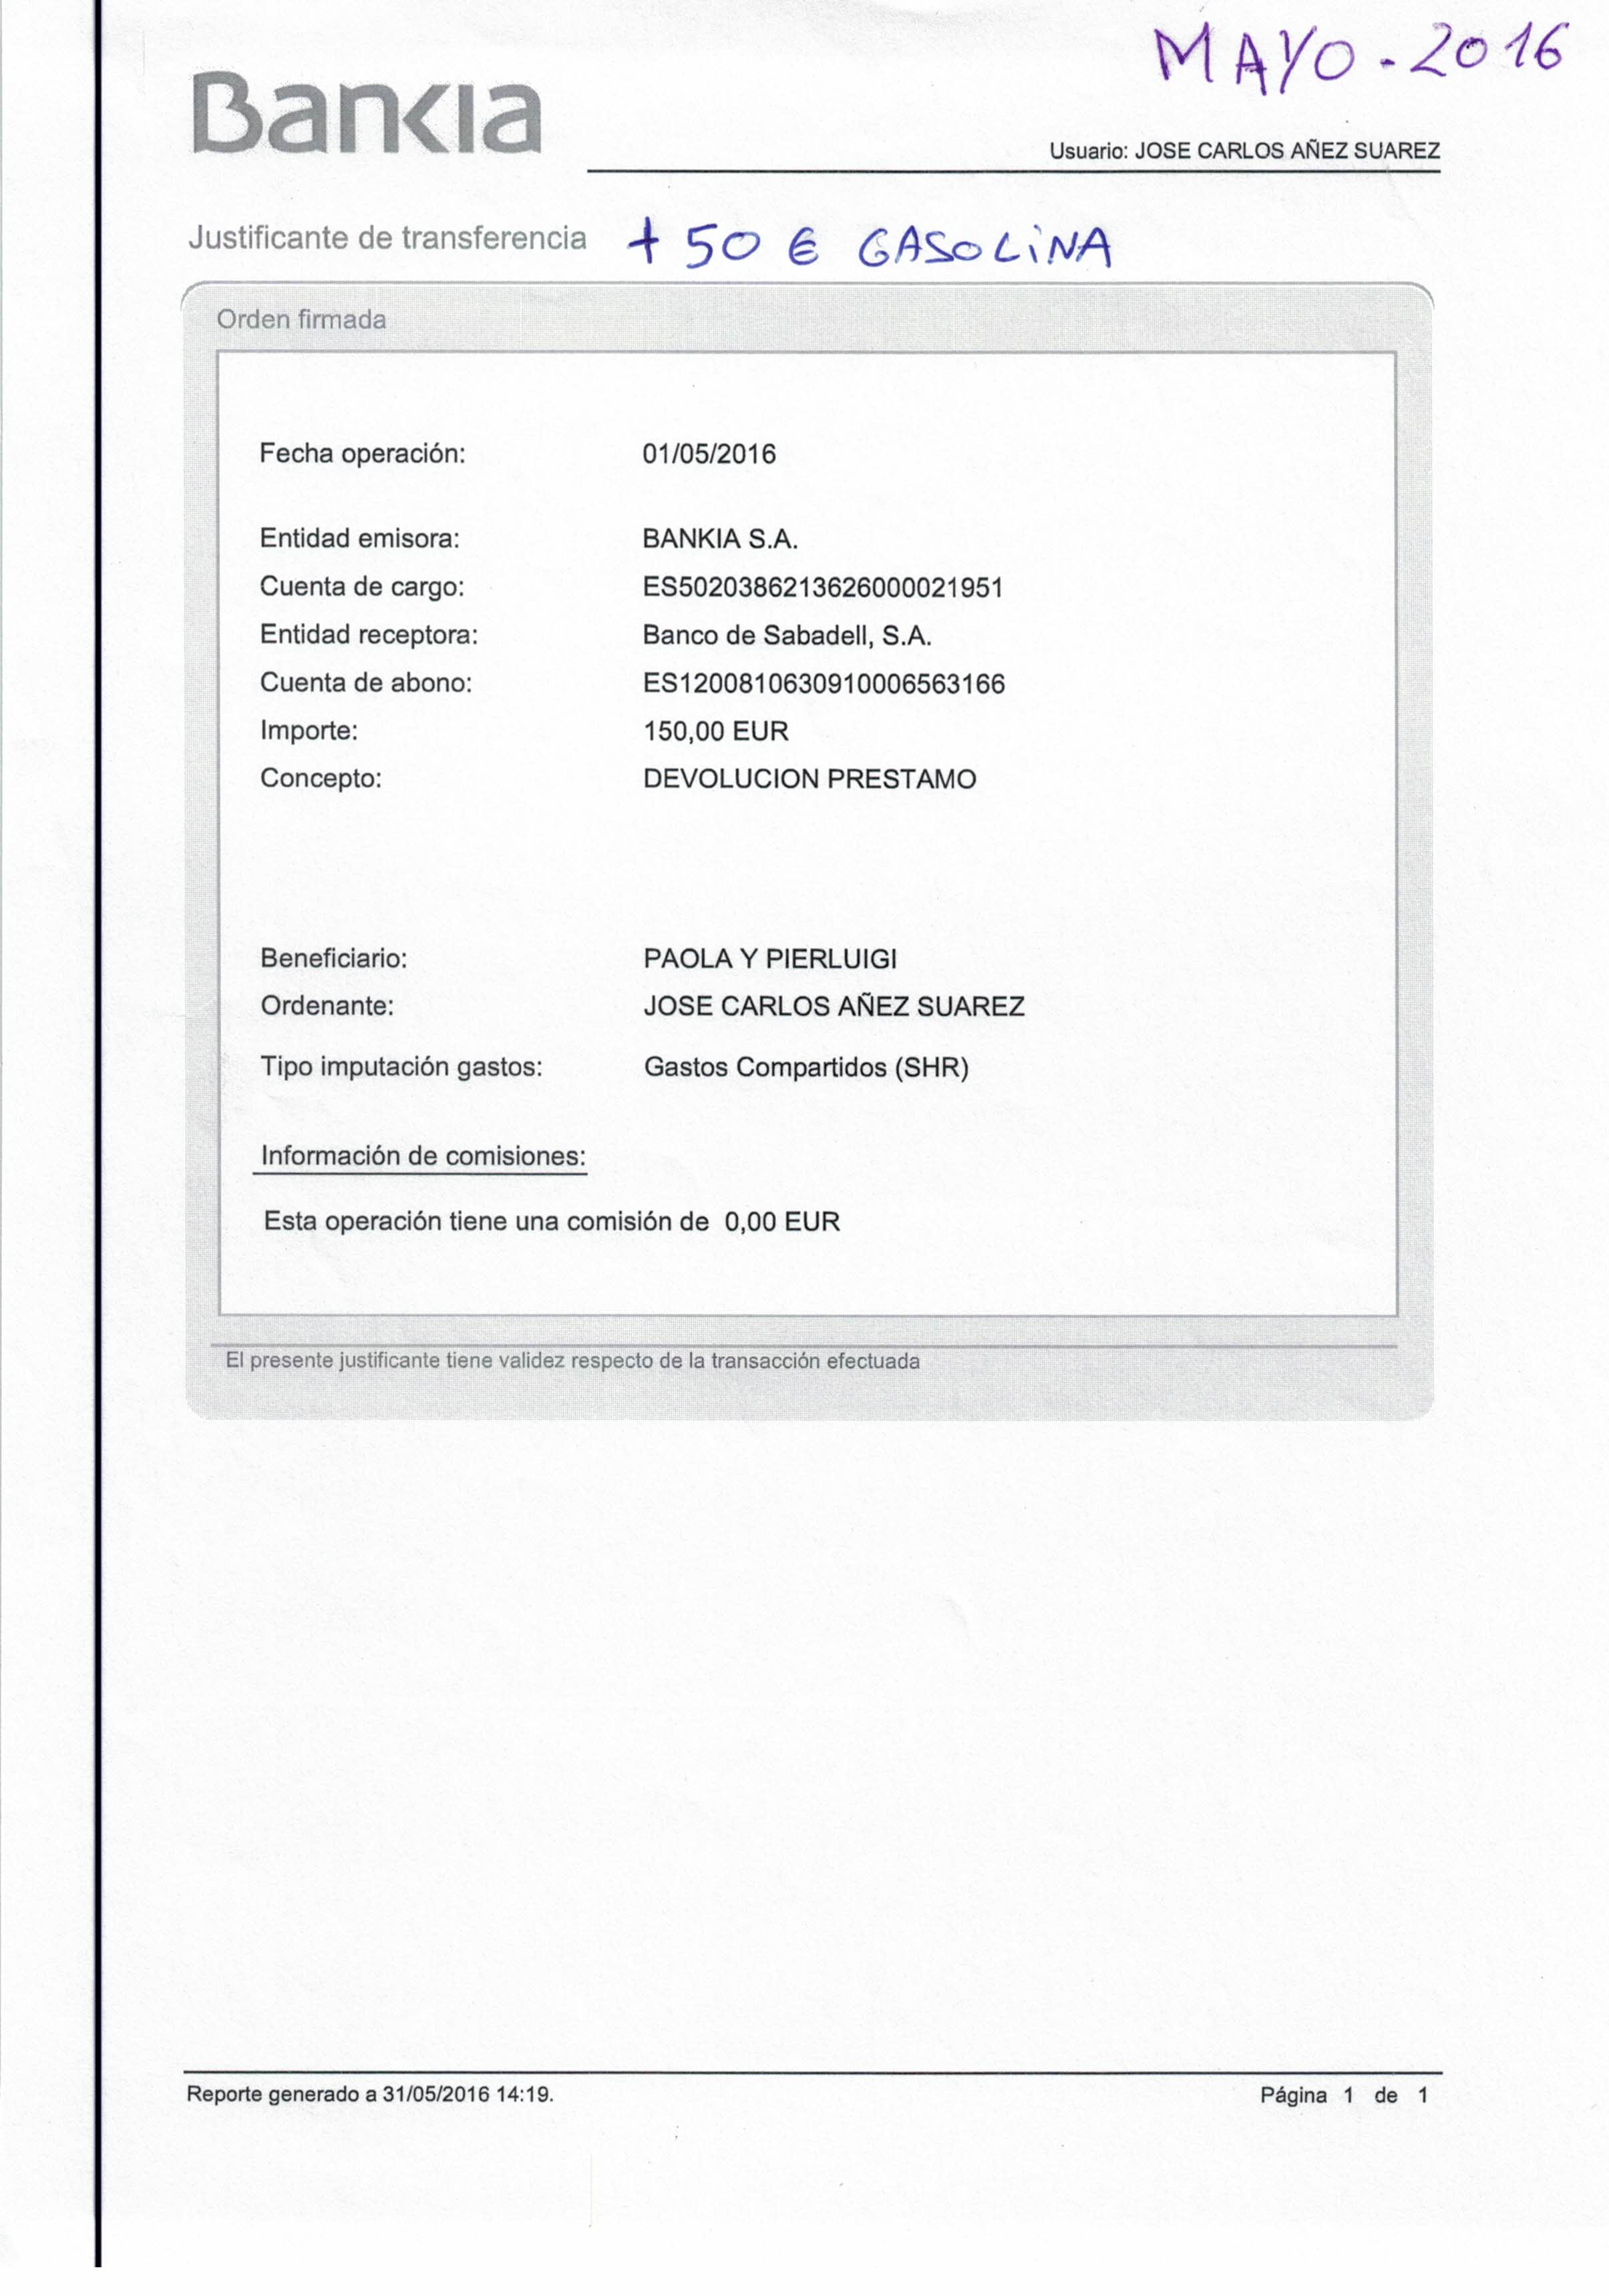 MAYO - 2016
Bankia
Usuario: JOSE CARLOS AÑEZ SUAREZ
Justificante de transferencia + 50 € GASOLINA
Orden firmada
Fecha operación: 01/05/2016
Entidad emisora: BANKIA S.A.
Cuenta de cargo: ES5020386213626000021951
Entidad receptora: Banco de Sabadell, S.A.
Cuenta de abono: ES1200810630910006563166
Importe: 150,00 EUR
Concepto: DEVOLUCION PRESTAMO
Beneficiario: PAOLA Y PIERLUIGI
Ordenante: JOSE CARLOS AÑEZ SUAREZ
Tipo imputación gastos: Gastos Compartidos (SHR)
Información de comisiones:
Esta operación tiene una comisión de 0,00 EUR
El presente justificante tiene validez respecto de la transacción efectuada
Reporte generado a 31/05/2016 14:19.
Página 1 de 1